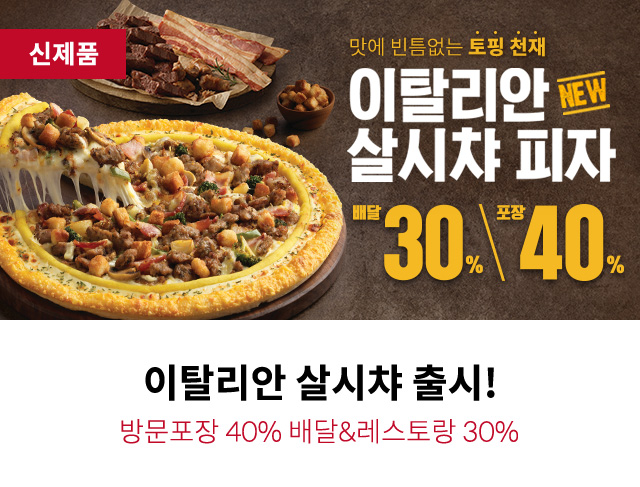 신제품
맛에 빈틈없는 토핑 천재
이탈리안 NEW
살시챠 피자
배달 30% \ 포장 40%
이탈리안 살시챠 출시!
방문포장 40% 배달&레스토랑 30%